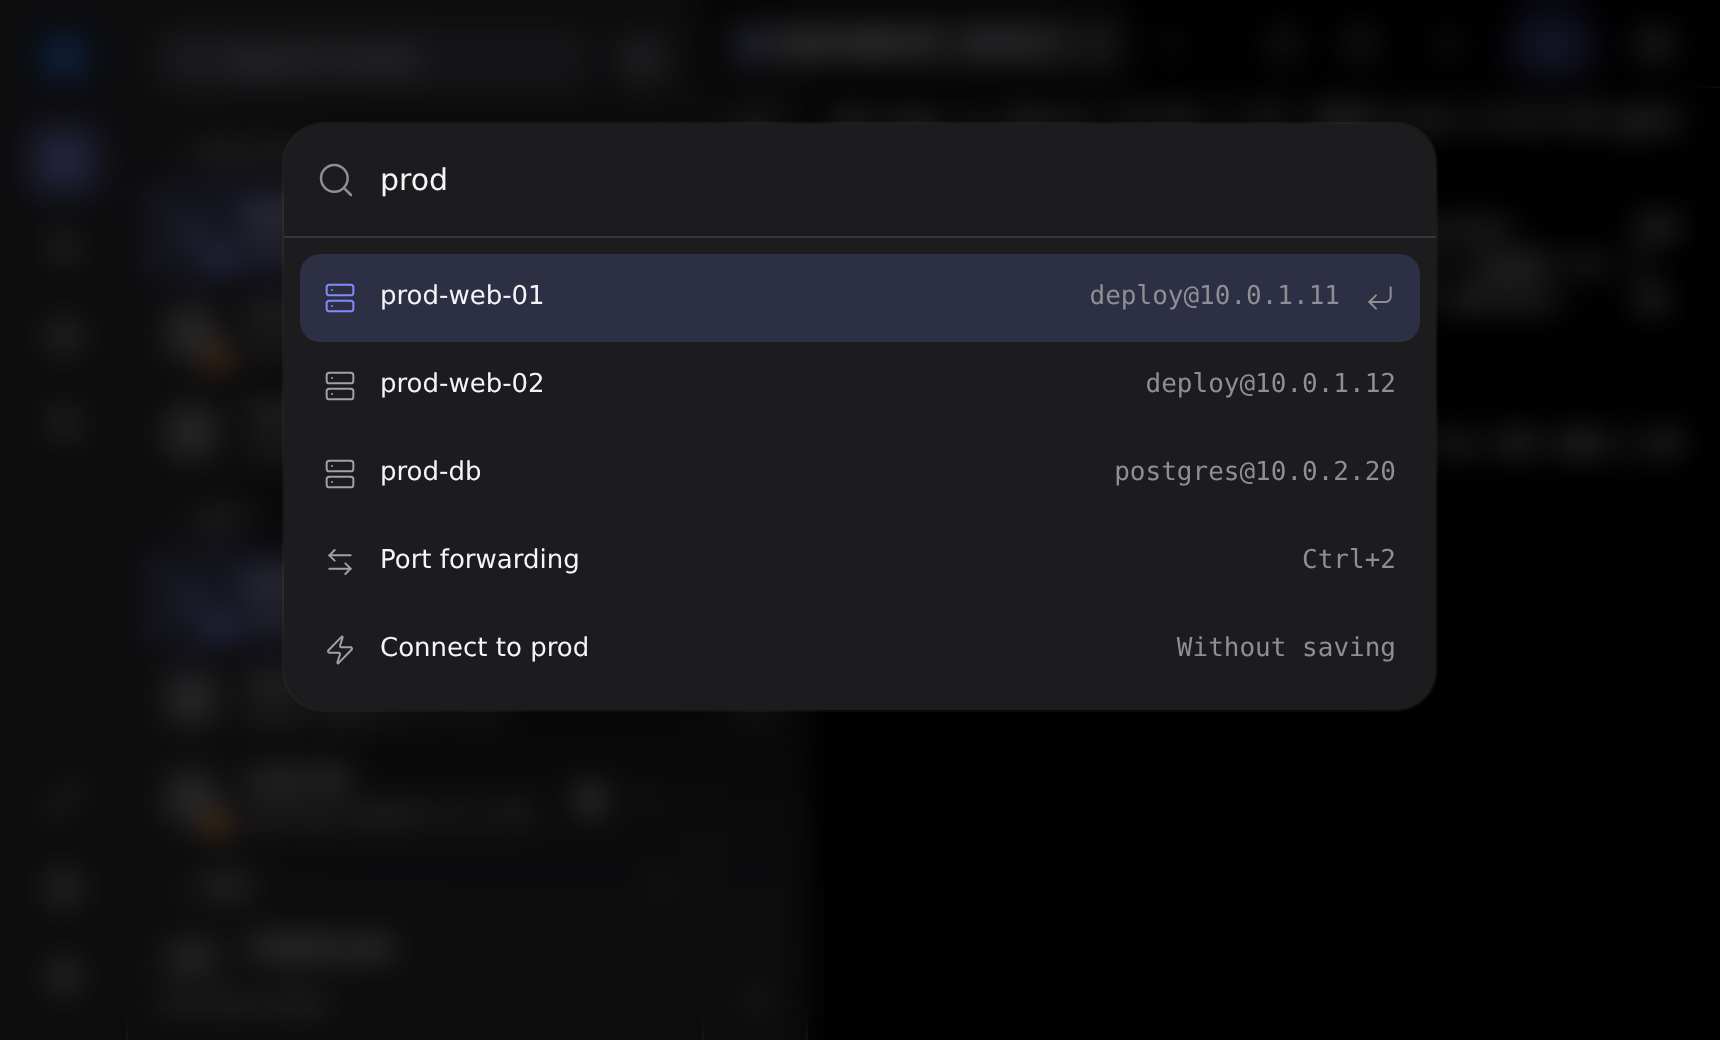 prod
prod-web-01 deploy@10.0.1.11
prod-web-02 deploy@10.0.1.12
prod-db postgres@10.0.2.20
Port forwarding Ctrl+2
Connect to prod Without saving